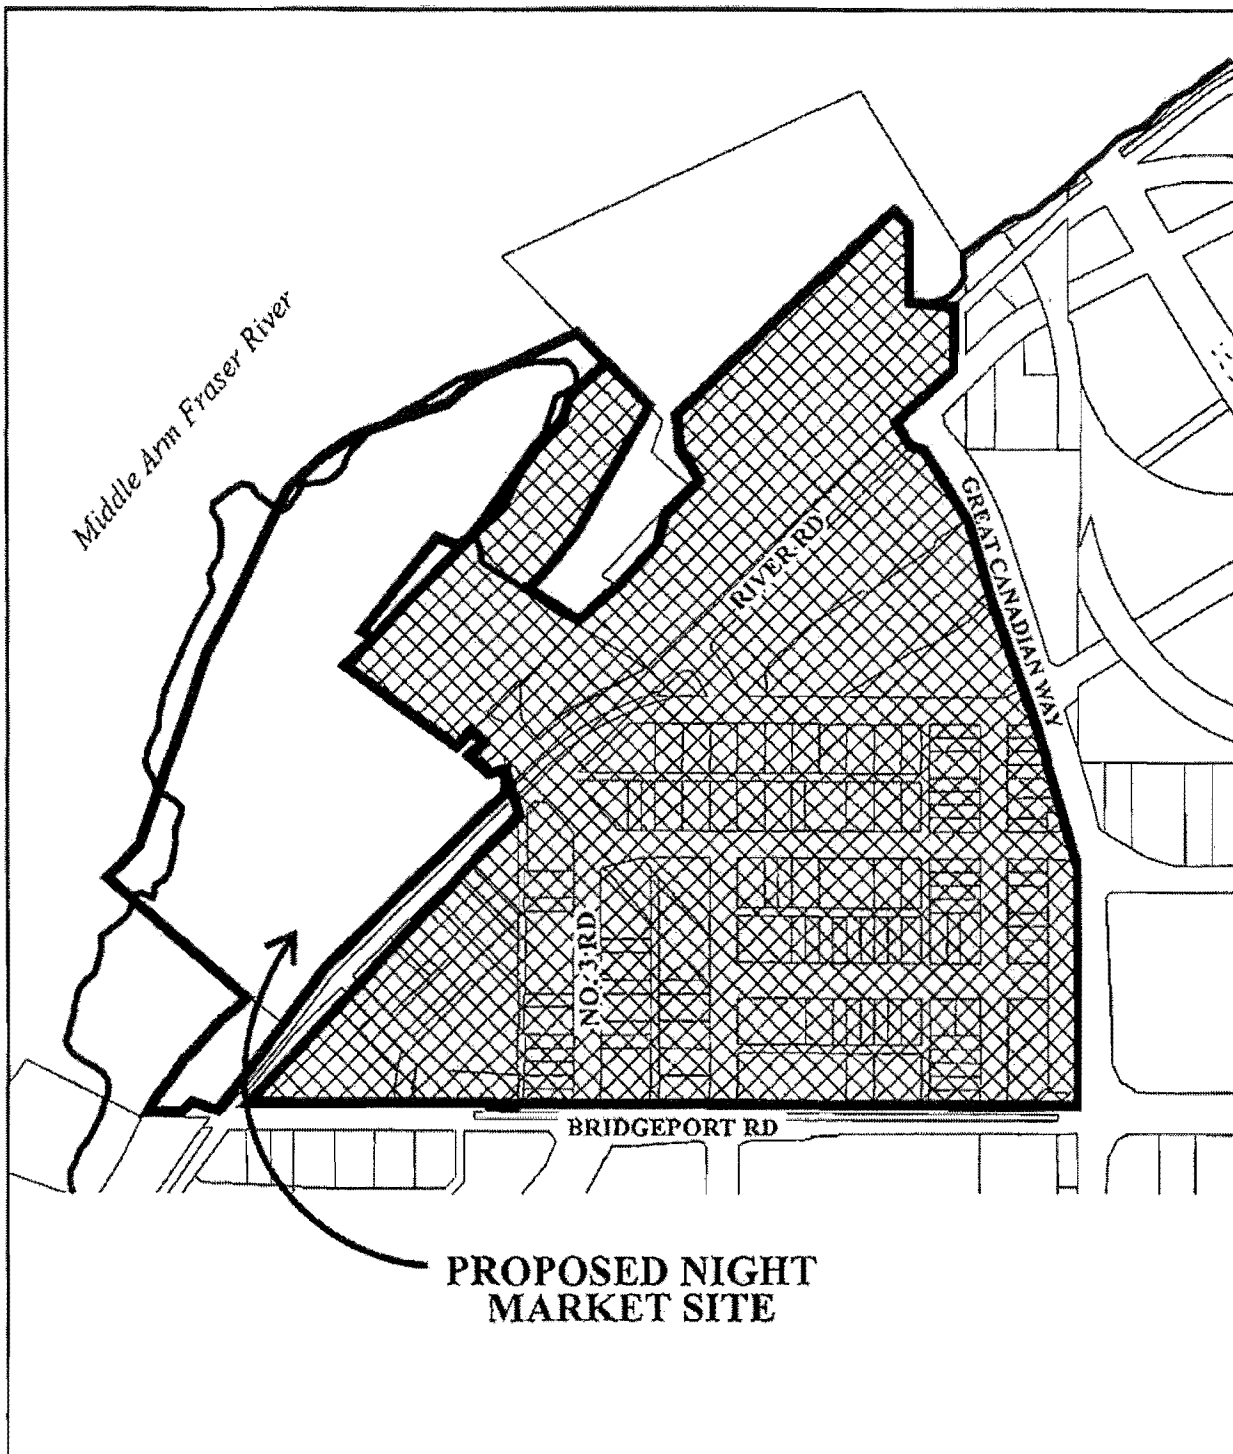 Middle Arm Fraser River
RIVER RD
GREAT CANADIAN WAY
NO. 3 RD
BRIDGEPORT RD
PROPOSED NIGHT
MARKET SITE